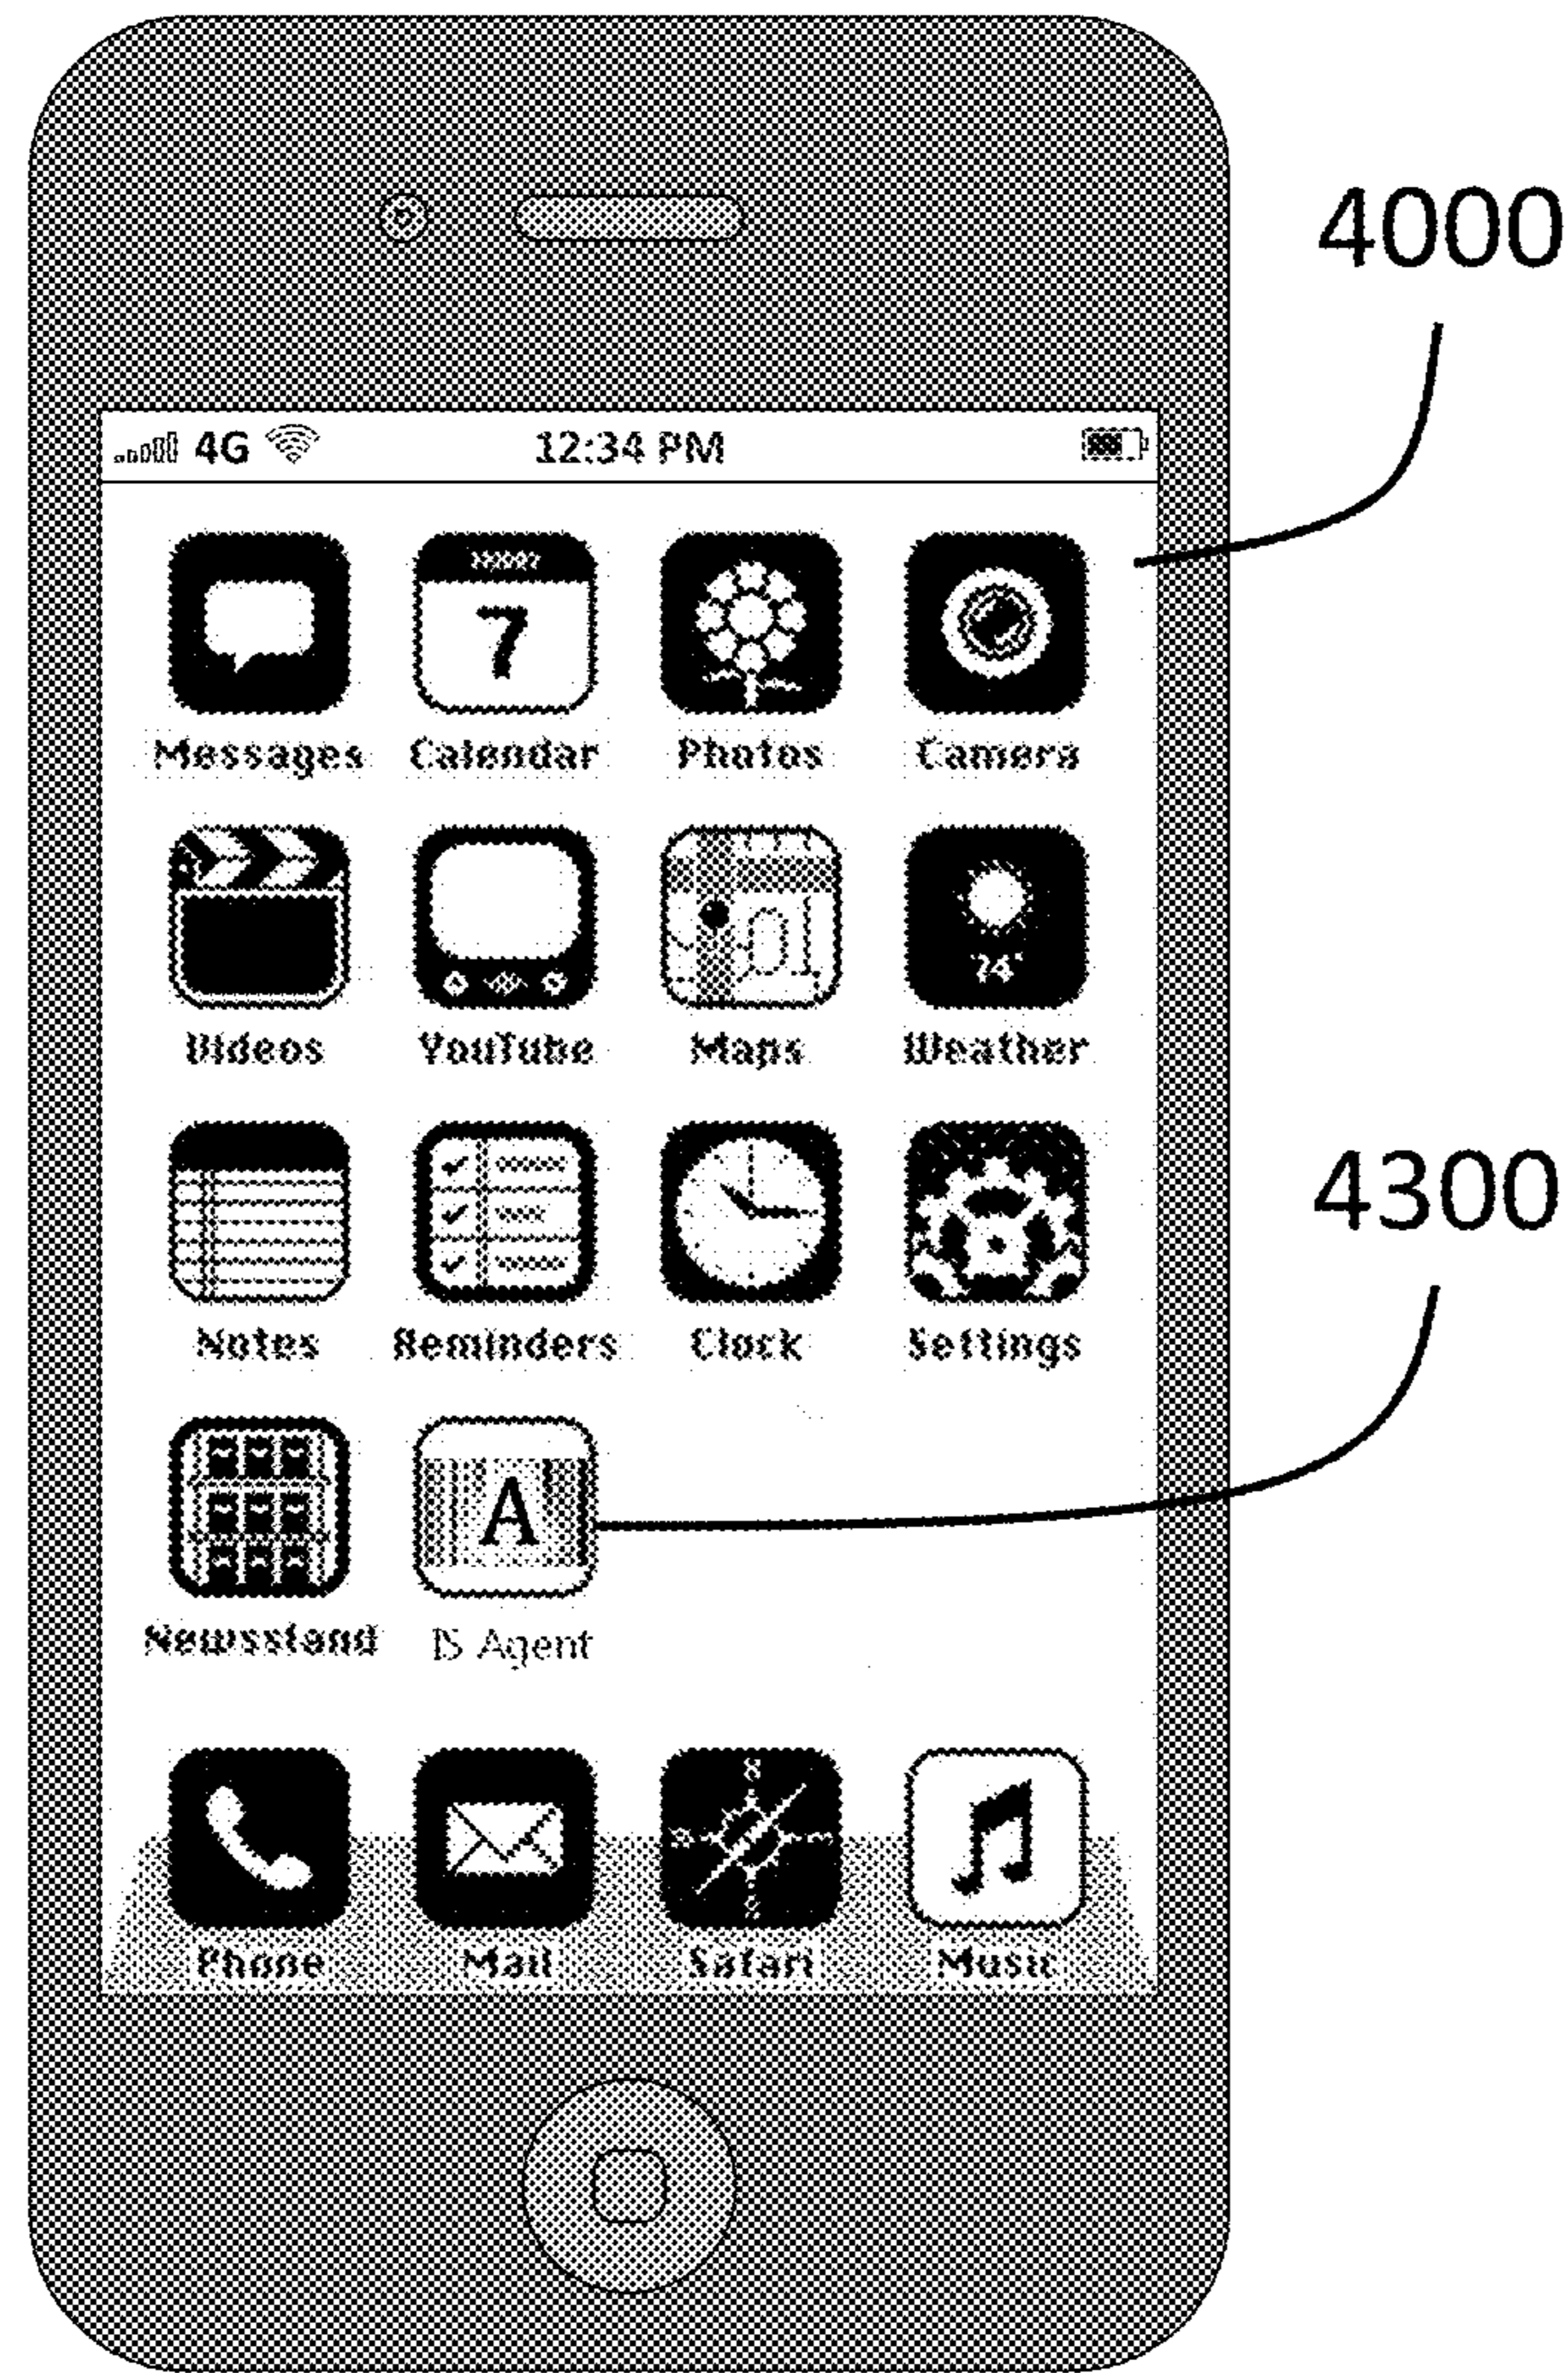 4000
4G 12:34 PM
7
Messages Calendar Photos Camera
74°
Videos YouTube Maps Weather
4300
Notes Reminders Clock Settings
A
Newsstand IS Agent
Phone Mail Safari Music